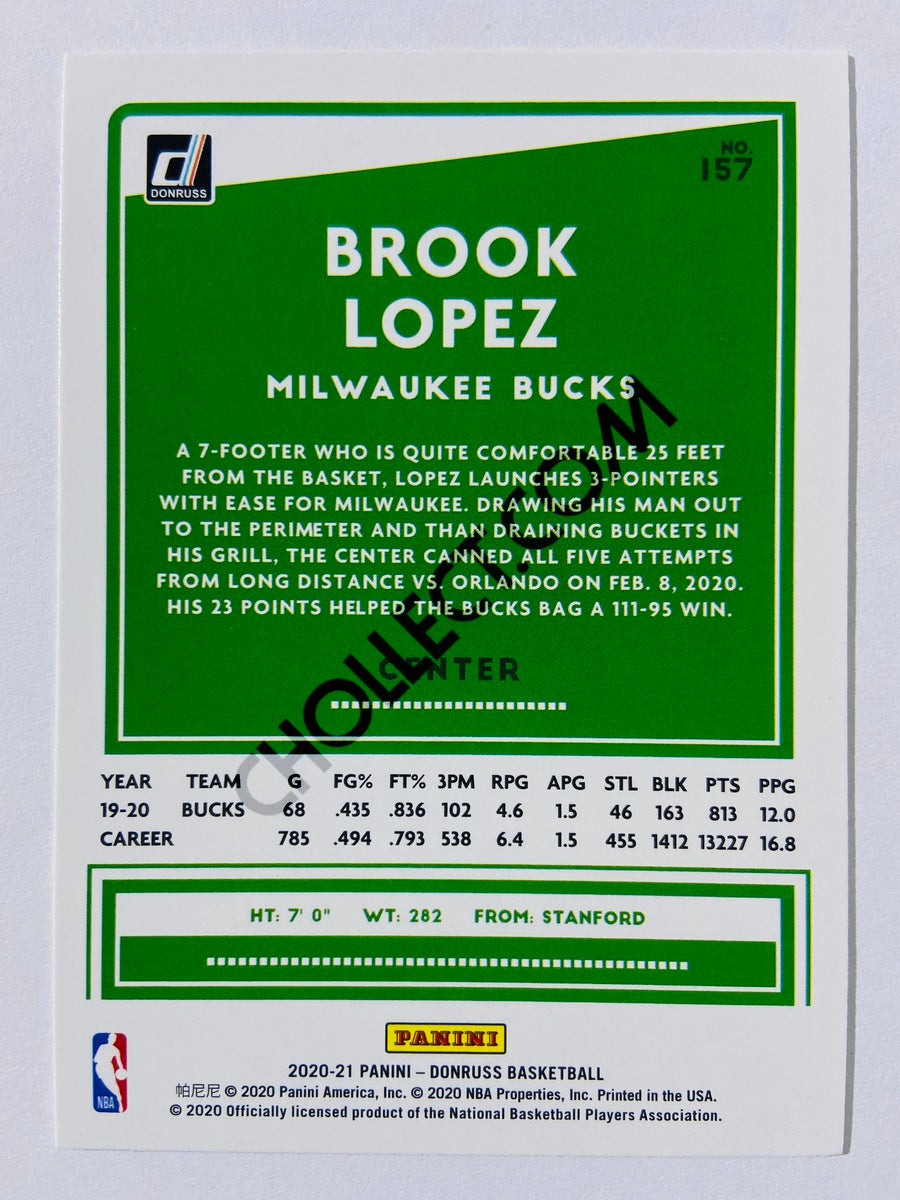 DONRUSS
NO.
157
BROOK
LOPEZ
MILWAUKEE BUCKS
A 7-FOOTER WHO IS QUITE COMFORTABLE 25 FEET
FROM THE BASKET, LOPEZ LAUNCHES 3-POINTERS
WITH EASE FOR MILWAUKEE. DRAWING HIS MAN OUT
TO THE PERIMETER AND THAN DRAINING BUCKETS IN
HIS GRILL, THE CENTER CANNED ALL FIVE ATTEMPTS
FROM LONG DISTANCE VS. ORLANDO ON FEB. 8, 2020.
HIS 23 POINTS HELPED THE BUCKS BAG A 111-95 WIN.
CENTER
CHOLLECT.COM
YEAR TEAM G FG% FT% 3PM RPG APG STL BLK PTS PPG
19-20 BUCKS 68 .435 .836 102 4.6 1.5 46 163 813 12.0
CAREER 785 .494 .793 538 6.4 1.5 455 1412 13227 16.8
HT: 7' 0" WT: 282 FROM: STANFORD
PANINI
2020-21 PANINI – DONRUSS BASKETBALL
帕尼尼 © 2020 Panini America, Inc. © 2020 NBA Properties, Inc. Printed in the USA.
© 2020 Officially licensed product of the National Basketball Players Association.
NBA